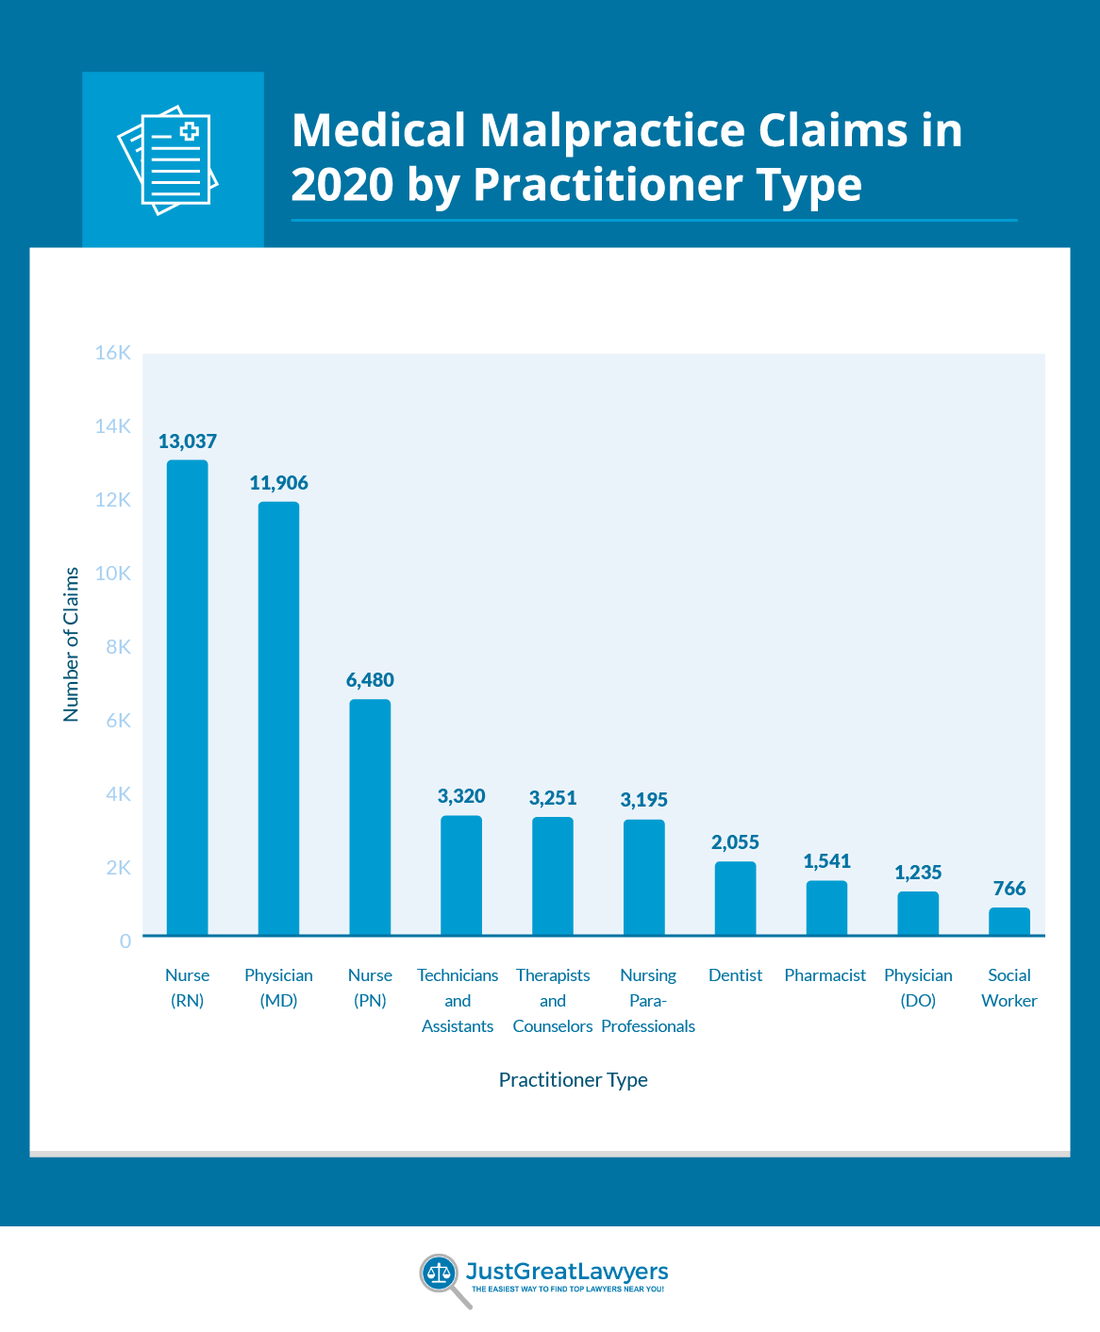 Medical Malpractice Claims in
2020 by Practitioner Type
16K
14K
12K
10K
8K
6K
4K
2K
0
Number of Claims
13,037
11,906
6,480
3,320
3,251
3,195
2,055
1,541
1,235
766
Nurse
(RN)
Physician
(MD)
Nurse
(PN)
Technicians
and
Assistants
Therapists
and
Counselors
Nursing
Para-
Professionals
Dentist
Pharmacist
Physician
(DO)
Social
Worker
Practitioner Type
JustGreatLawyers
THE EASIEST WAY TO FIND TOP LAWYERS NEAR YOU!